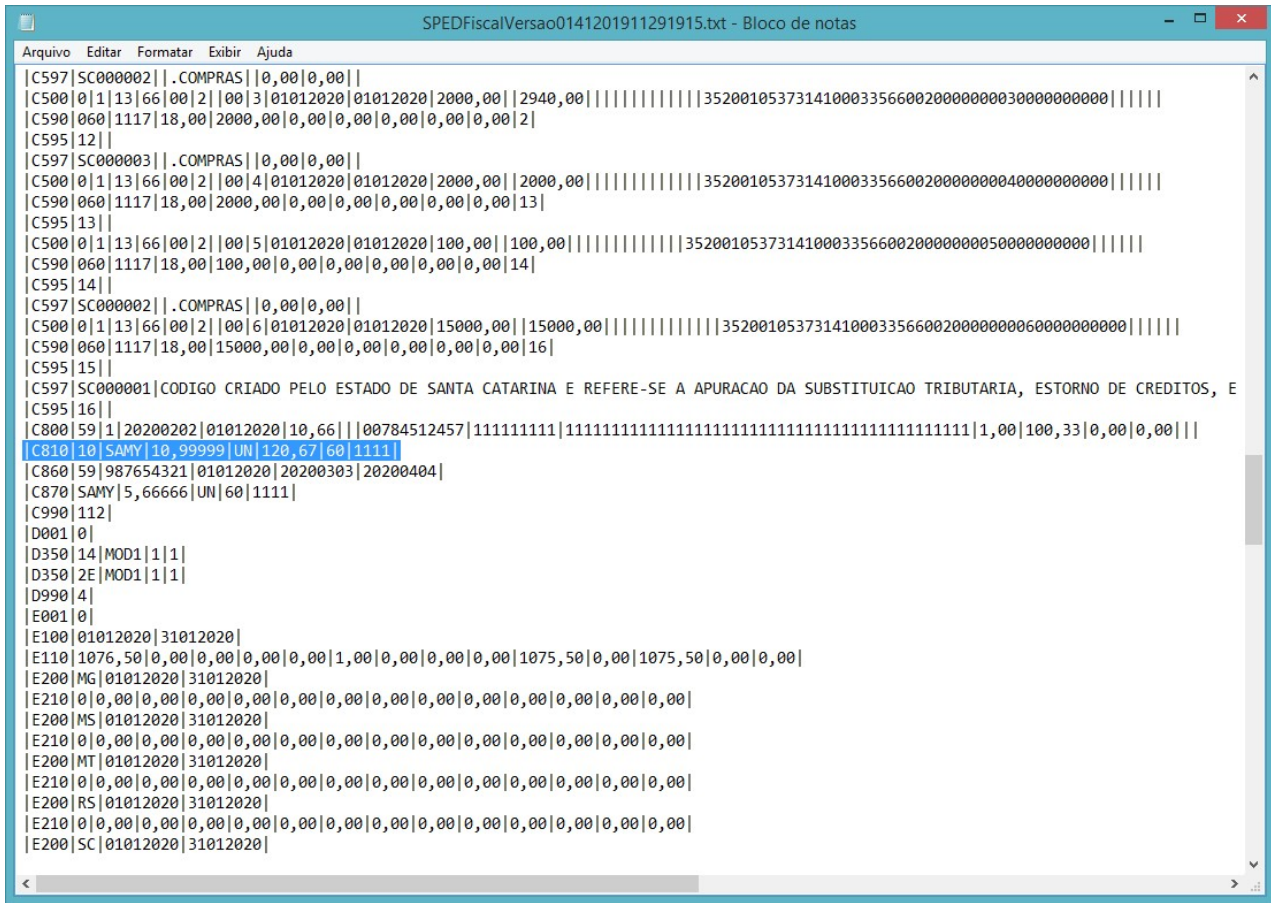 SPEDFiscalVersao0141201911291915.txt - Bloco de notas
Arquivo Editar Formatar Exibir Ajuda
|C597|SC000002||.COMPRAS||0,00|0,00||
|C500|0|1|13|66|00|2||00|3|01012020|01012020|2000,00||2940,00|||||||||||||35200105373141000335660020000000030000000000||||||
|C590|060|1117|18,00|2000,00|0,00|0,00|0,00|0,00|0,00|2|
|C595|12||
|C597|SC000003||.COMPRAS||0,00|0,00||
|C500|0|1|13|66|00|2||00|4|01012020|01012020|2000,00||2000,00|||||||||||||35200105373141000335660020000000040000000000||||||
|C590|060|1117|18,00|2000,00|0,00|0,00|0,00|0,00|0,00|13|
|C595|13||
|C500|0|1|13|66|00|2||00|5|01012020|01012020|100,00||100,00|||||||||||||35200105373141000335660020000000050000000000||||||
|C590|060|1117|18,00|100,00|0,00|0,00|0,00|0,00|0,00|14|
|C595|14||
|C597|SC000002||.COMPRAS||0,00|0,00||
|C500|0|1|13|66|00|2||00|6|01012020|01012020|15000,00||15000,00|||||||||||||35200105373141000335660020000000060000000000||||||
|C590|060|1117|18,00|15000,00|0,00|0,00|0,00|0,00|0,00|16|
|C595|15||
|C597|SC000001|CODIGO CRIADO PELO ESTADO DE SANTA CATARINA E REFERE-SE A APURACAO DA SUBSTITUICAO TRIBUTARIA, ESTORNO DE CREDITOS, E
|C595|16||
|C800|59|1|20200202|01012020|10,66|||00784512457|111111111|11111111111111111111111111111111111111111111|1,00|100,33|0,00|0,00|||
|C810|10|SAMY|10,99999|UN|120,67|60|1111|
|C860|59|987654321|01012020|20200303|20200404|
|C870|SAMY|5,66666|UN|60|1111|
|C990|112|
|D001|0|
|D350|14|MOD1|1|1|
|D350|2E|MOD1|1|1|
|D990|4|
|E001|0|
|E100|01012020|31012020|
|E110|1076,50|0,00|0,00|0,00|0,00|1,00|0,00|0,00|0,00|1075,50|0,00|1075,50|0,00|0,00|
|E200|MG|01012020|31012020|
|E210|0|0,00|0,00|0,00|0,00|0,00|0,00|0,00|0,00|0,00|0,00|0,00|0,00|0,00|
|E200|MS|01012020|31012020|
|E210|0|0,00|0,00|0,00|0,00|0,00|0,00|0,00|0,00|0,00|0,00|0,00|0,00|0,00|
|E200|MT|01012020|31012020|
|E210|0|0,00|0,00|0,00|0,00|0,00|0,00|0,00|0,00|0,00|0,00|0,00|0,00|0,00|
|E200|RS|01012020|31012020|
|E210|0|0,00|0,00|0,00|0,00|0,00|0,00|0,00|0,00|0,00|0,00|0,00|0,00|0,00|
|E200|SC|01012020|31012020|